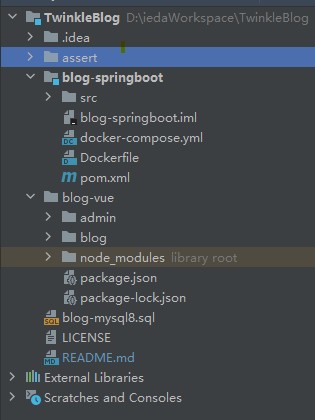 TwinkleBlog D:\iedaWorkspace\TwinkleBlog
.idea
assert
blog-springboot
src
blog-springboot.iml
docker-compose.yml
Dockerfile
pom.xml
blog-vue
admin
blog
node_modules library root
package.json
package-lock.json
blog-mysql8.sql
LICENSE
README.md
External Libraries
Scratches and Consoles